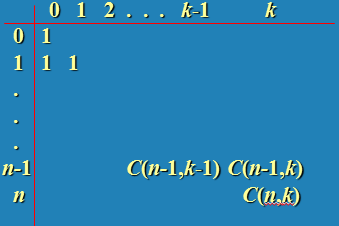 0 1 2 . . . k-1 k
0 1
1 1 1
.
.
.
n-1 C(n-1,k-1) C(n-1,k)
n C(n,k)